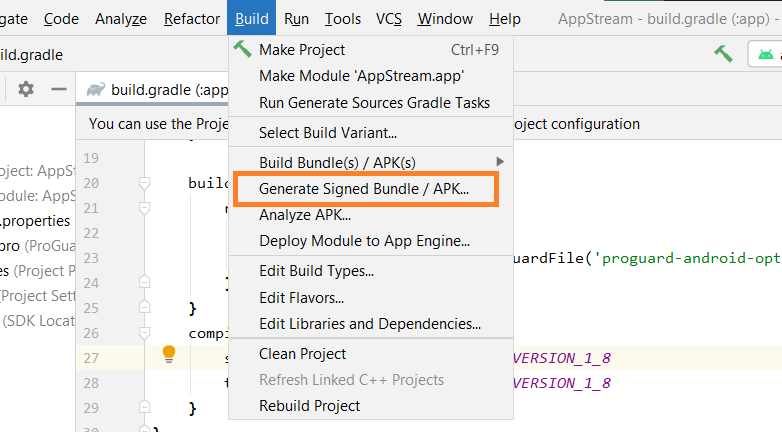 gate Code Analyze Refactor Build Run Tools VCS Window Help AppStream - build.gradle (:app)
ild.gradle
build.gradle (:app
You can use the Proje
oject configuration
Make Project Ctrl+F9
Make Module 'AppStream.app'
Run Generate Sources Gradle Tasks
Select Build Variant...
Build Bundle(s) / APK(s)
Generate Signed Bundle / APK...
Analyze APK...
Deploy Module to App Engine...
Edit Build Types...
Edit Flavors...
Edit Libraries and Dependencies...
Clean Project
Refresh Linked C++ Projects
Rebuild Project
oject: AppSt
odule: AppS
.properties
pro (ProGua
es (Project P
(Project Sett
(SDK Locat
19 }
20 build
21 r
22
23 uardFile('proguard-android-opt
24 }
25 }
26 compi
27 s VERSION_1_8
28 t VERSION_1_8
29 }
30 }